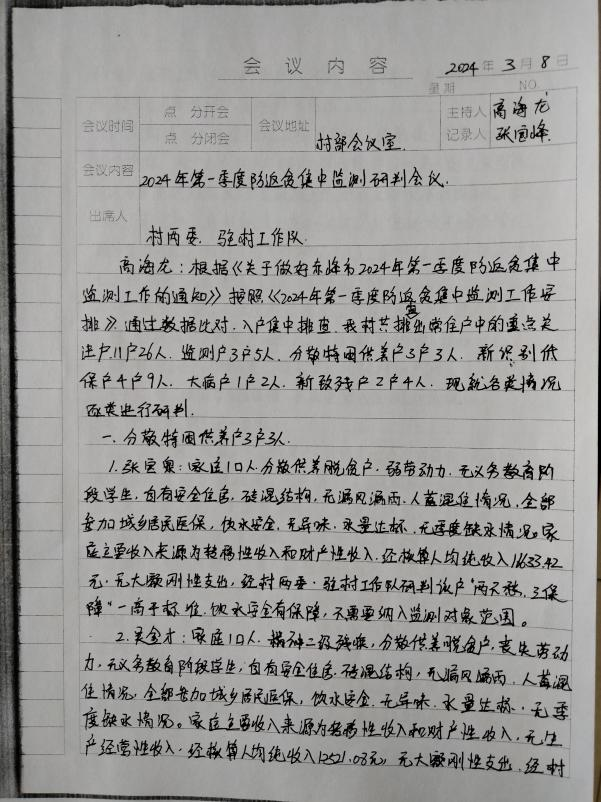 会议内容
2024年3月8日
星期 NO.
会议时间 点 分开会 会议地址 村部会议室. 主持人 高海龙
点 分闭会 记录人 张国峰
会议内容 2024年第一季度防返贫集中监测研判会议.
出席人
村两委. 驻村工作队.
高海龙:根据《关于做好赤峰市2024年第一季度防返贫集中
监测工作的通知》按照《2024年第一季度防返贫集中监测工作安
排》通过数据比对.入户集中排查.我村共排查出常住户中的重点关
注户11户26人.监测户3户5人.分散特困供养户3户3人.新识别低
保户4户9人.大病户1户2人.新致残户2户4人.现就各类情况
逐类进行研判.
一.分散特困供养户3户3人.
1.张宝泉:家庭1口人.分散供养脱贫户.弱劳动力.无义务教育阶
段学生,自有安全住房,砖混结构,无漏风漏雨.人畜混住情况,全部
参加城乡居民医保,饮水安全.无异味.水量达标.无季度缺水情况。家
庭主要收入来源为转移性收入和财产性收入.经核算人均纯收入11633.42
元.无大额刚性支出,经村两委.驻村工作队研判该户"两不愁.三保
障"一高于标准.饮水安全有保障,不需要纳入监测对象范围。
2.吴金才:家庭1口人.精神二级残疾,分散供养脱贫户,丧失劳动
力,无义务教育阶段学生,自有安全住房.砖混结构,无漏风漏雨.人畜混
住情况,全部参加城乡居民医保,饮水安全.无异味.水量达标.无季
度缺水情况。家庭主要收入来源为转移性收入和财产性收入,无生
产经营性收入.经核算人均纯收入12521.08元,无大额刚性支出.经村